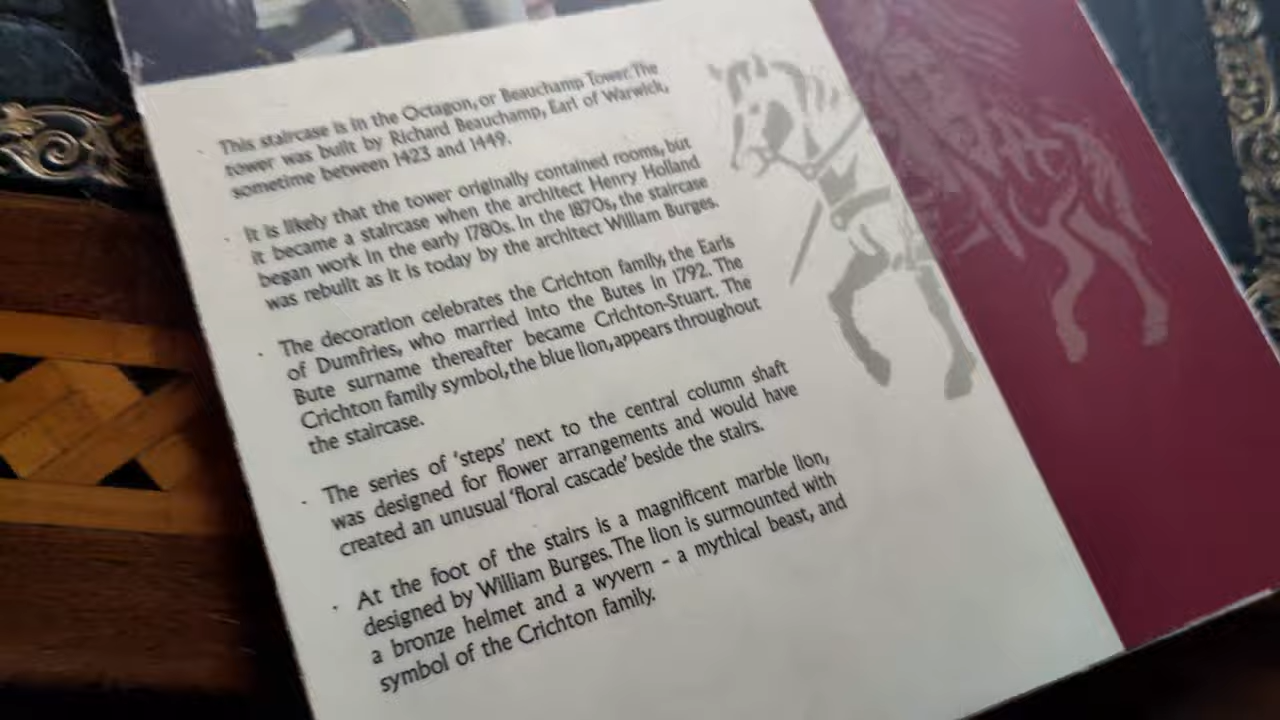 · This staircase is in the Octagon, or Beauchamp Tower. The
tower was built by Richard Beauchamp, Earl of Warwick,
sometime between 1423 and 1449.
· It is likely that the tower originally contained rooms, but
it became a staircase when the architect Henry Holland
began work in the early 1780s. In the 1870s, the staircase
was rebuilt as it is today by the architect William Burges.
· The decoration celebrates the Crichton family, the Earls
of Dumfries, who married into the Butes in 1792. The
Bute surname thereafter became Crichton-Stuart. The
Crichton family symbol, the blue lion, appears throughout
the staircase.
· The series of ‘steps’ next to the central column shaft
was designed for flower arrangements and would have
created an unusual ‘floral cascade’ beside the stairs.
· At the foot of the stairs is a magnificent marble lion,
designed by William Burges. The lion is surmounted with
a bronze helmet and a wyvern – a mythical beast, and
symbol of the Crichton family.